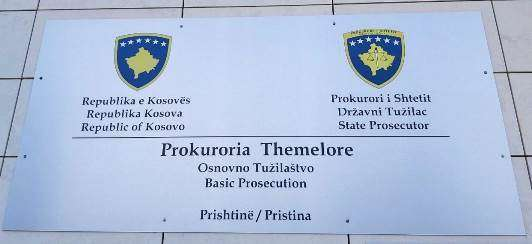 Republika e Kosovës
Republika Kosova
Republic of Kosovo
Prokurori i Shtetit
Državni Tužilac
State Prosecutor
Prokuroria Themelore
Osnovno Tužilaštvo
Basic Prosecution
Prishtinë / Pristina